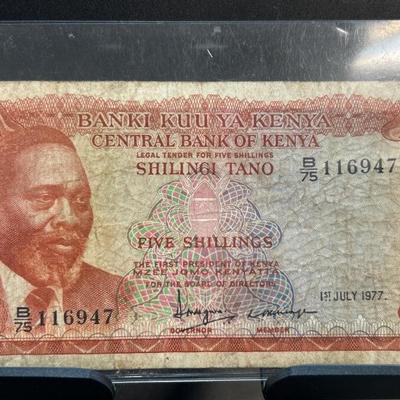 BANKI KUU YA KENYA
CENTRAL BANK OF KENYA
LEGAL TENDER FOR FIVE SHILLINGS
SHILINGI TANO
B/75 116947
FIVE SHILLINGS
THE FIRST PRESIDENT OF KENYA
MZEE JOMO KENYATTA
FOR THE BOARD OF DIRECTORS
B/75 116947
1ST JULY 1977
GOVERNOR MEMBER